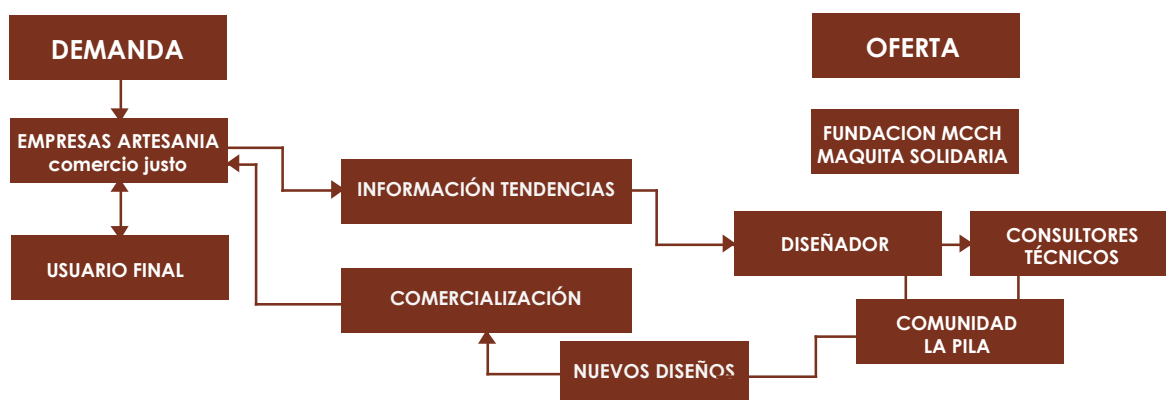 DEMANDA
OFERTA
EMPRESAS ARTESANIA
comercio justo
FUNDACION MCCH
MAQUITA SOLIDARIA
INFORMACIÓN TENDENCIAS
DISEÑADOR
CONSULTORES
TÉCNICOS
USUARIO FINAL
COMERCIALIZACIÓN
COMUNIDAD
LA PILA
NUEVOS DISEÑOS